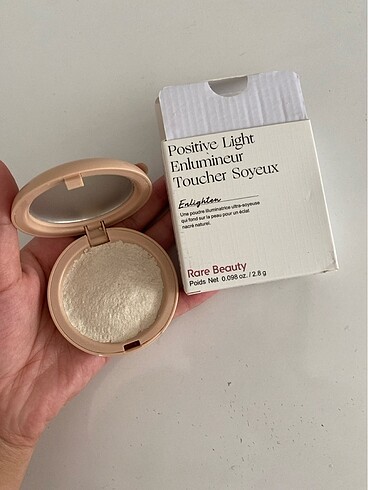 Positive Light
Enlumineur
Toucher Soyeux
Enlighten
Une poudre illuminatrice ultra-soyeuse
qui fond sur la peau pour un éclat
nacré naturel.
Rare Beauty
Poids Net 0.098 oz. / 2.8 g